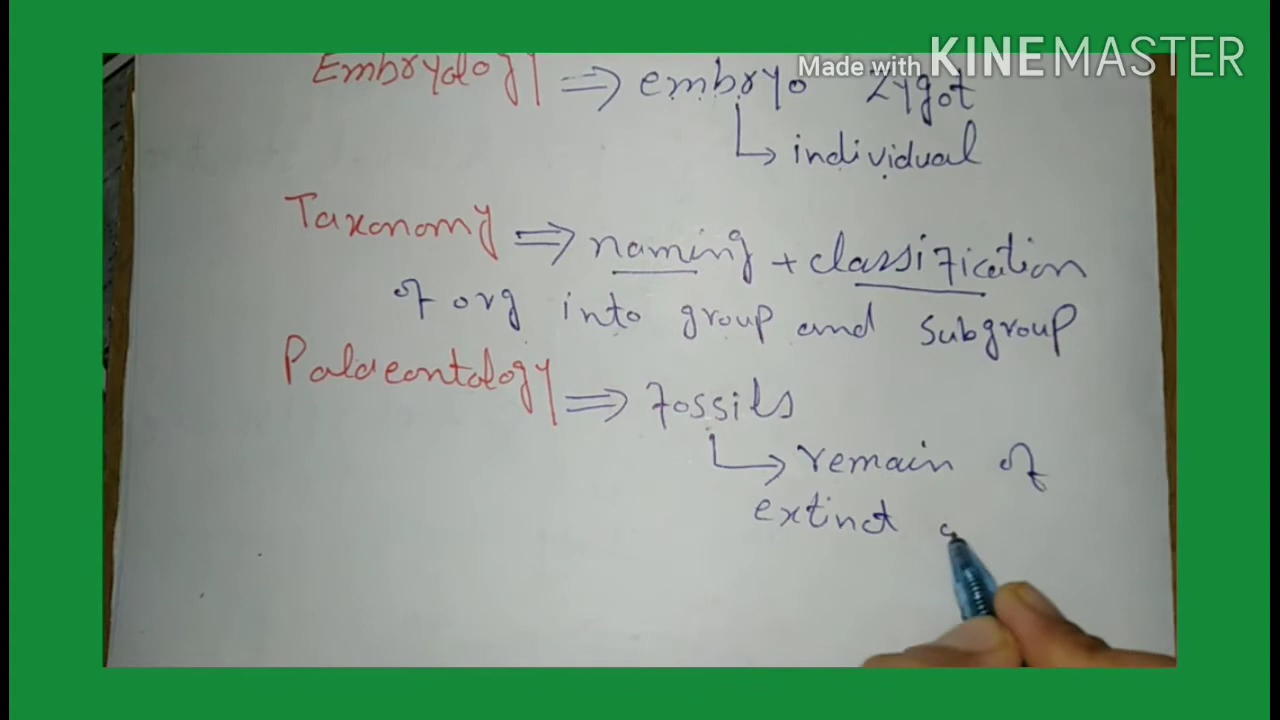 Made with KINEMASTER
Embryology ⇒ embryo zygot
↳ individual
Taxonomy ⇒ naming + classification
of org into group and subgroup
Palaeontology ⇒ Fossils
↳ remain of
extinct